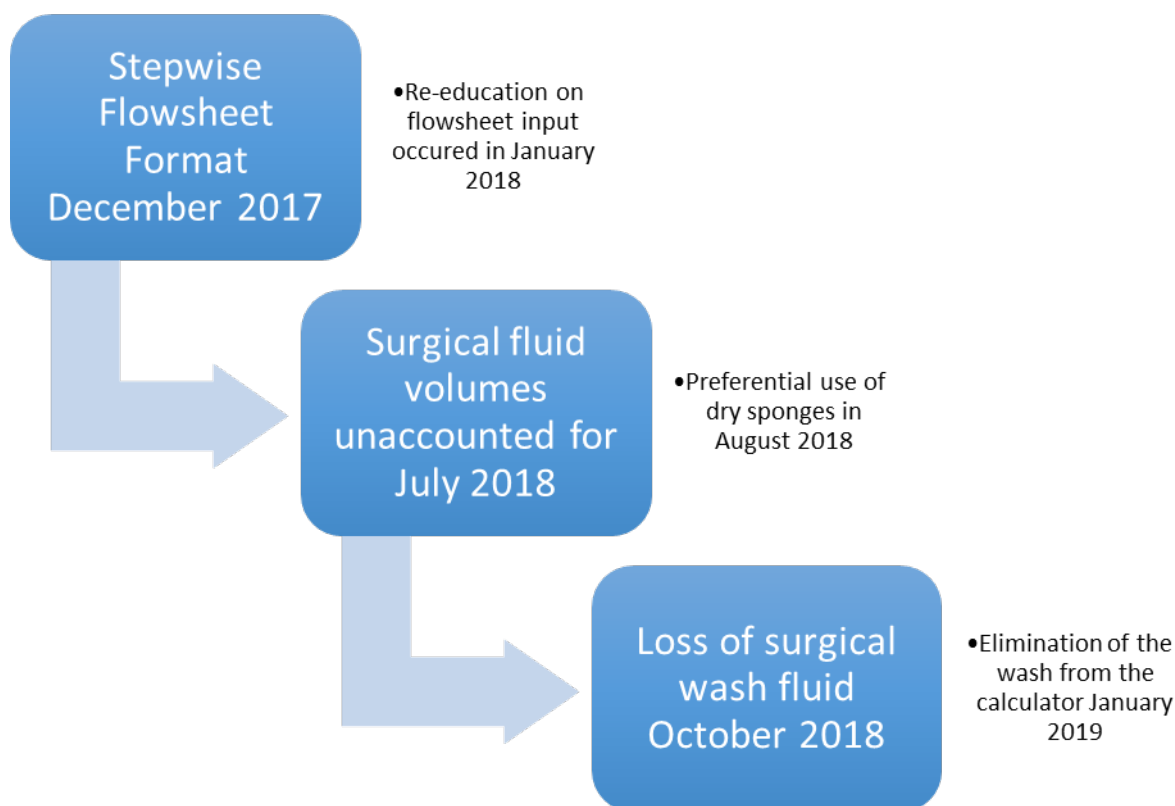 Stepwise
Flowsheet
Format
December 2017
•Re-education on
flowsheet input
occured in January
2018
Surgical fluid
volumes
unaccounted for
July 2018
•Preferential use of
dry sponges in
August 2018
Loss of surgical
wash fluid
October 2018
•Elimination of the
wash from the
calculator January
2019